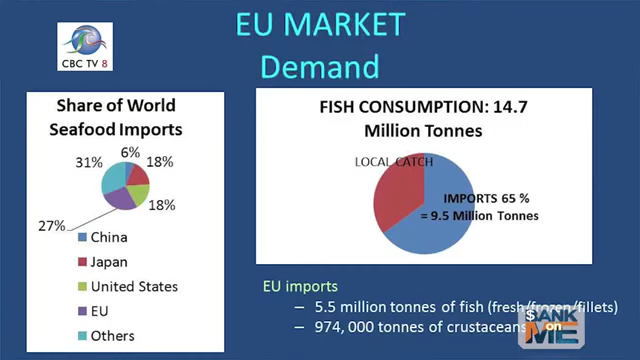 EU MARKET
Demand
CBC TV 8
Share of World
Seafood Imports
6%
31%
18%
18%
27%
China
Japan
United States
EU
Others
FISH CONSUMPTION: 14.7
Million Tonnes
LOCAL CATCH
IMPORTS 65 %
= 9.5 Million Tonnes
EU imports
– 5.5 million tonnes of fish (fresh/frozen/fillets)
– 974, 000 tonnes of crustaceans
$
BANK
on
ME